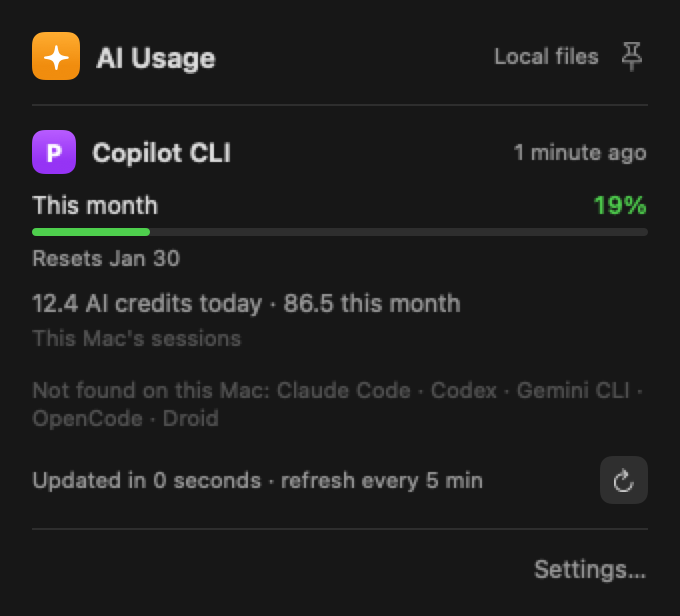 AI Usage
Local files
P
Copilot CLI
1 minute ago
This month
19%
Resets Jan 30
12.4 AI credits today · 86.5 this month
This Mac's sessions
Not found on this Mac: Claude Code · Codex · Gemini CLI ·
OpenCode · Droid
Updated in 0 seconds · refresh every 5 min
Settings...